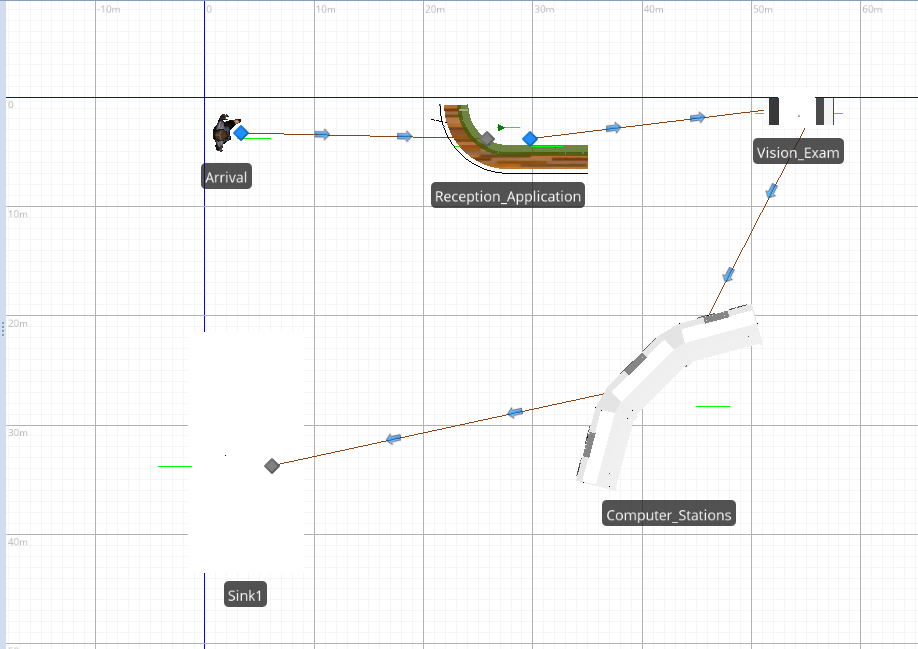 -10m
0
10m
20m
30m
40m
50m
60m
0
Arrival
Reception_Application
Vision_Exam
10m
20m
30m
Computer_Stations
40m
Sink1